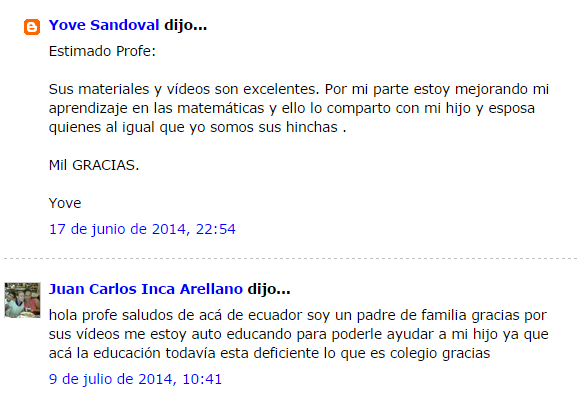 Yove Sandoval dijo...
Estimado Profe:
Sus materiales y vídeos son excelentes. Por mi parte estoy mejorando mi
aprendizaje en las matemáticas y ello lo comparto con mi hijo y esposa
quienes al igual que yo somos sus hinchas .
Mil GRACIAS.
Yove
17 de junio de 2014, 22:54
Juan Carlos Inca Arellano dijo...
hola profe saludos de acá de ecuador soy un padre de familia gracias por
sus vídeos me estoy auto educando para poderle ayudar a mi hijo ya que
acá la educación todavía esta deficiente lo que es colegio gracias
9 de julio de 2014, 10:41